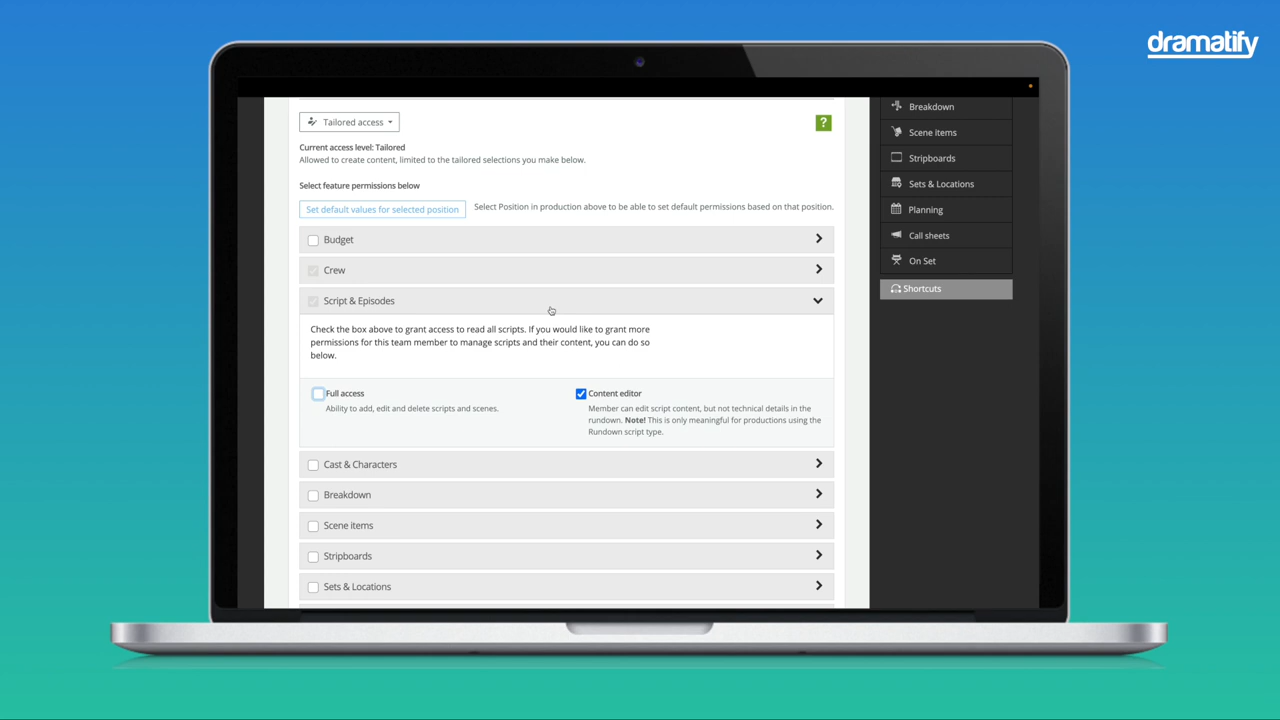 dramatify
Tailored access
?
Current access level: Tailored
Allowed to create content, limited to the tailored selections you make below.
Select feature permissions below
Set default values for selected position
Select Position in production above to be able to set default permissions based on that position.
Budget
Crew
Script & Episodes
Check the box above to grant access to read all scripts. If you would like to grant more
permissions for this team member to manage scripts and their content, you can do so
below.
Full access
Ability to add, edit and delete scripts and scenes.
Content editor
Member can edit script content, but not technical details in the
rundown. Note! This is only meaningful for productions using the
Rundown script type.
Cast & Characters
Breakdown
Scene items
Stripboards
Sets & Locations
Breakdown
Scene items
Stripboards
Sets & Locations
Planning
Call sheets
On Set
Shortcuts